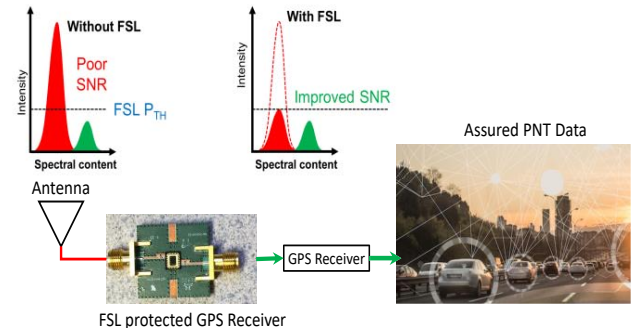 Without FSL
Poor
SNR
FSL PTH
Intensity
Spectral content
With FSL
Improved SNR
Intensity
Spectral content
Assured PNT Data
Antenna
GPS Receiver
FSL protected GPS Receiver